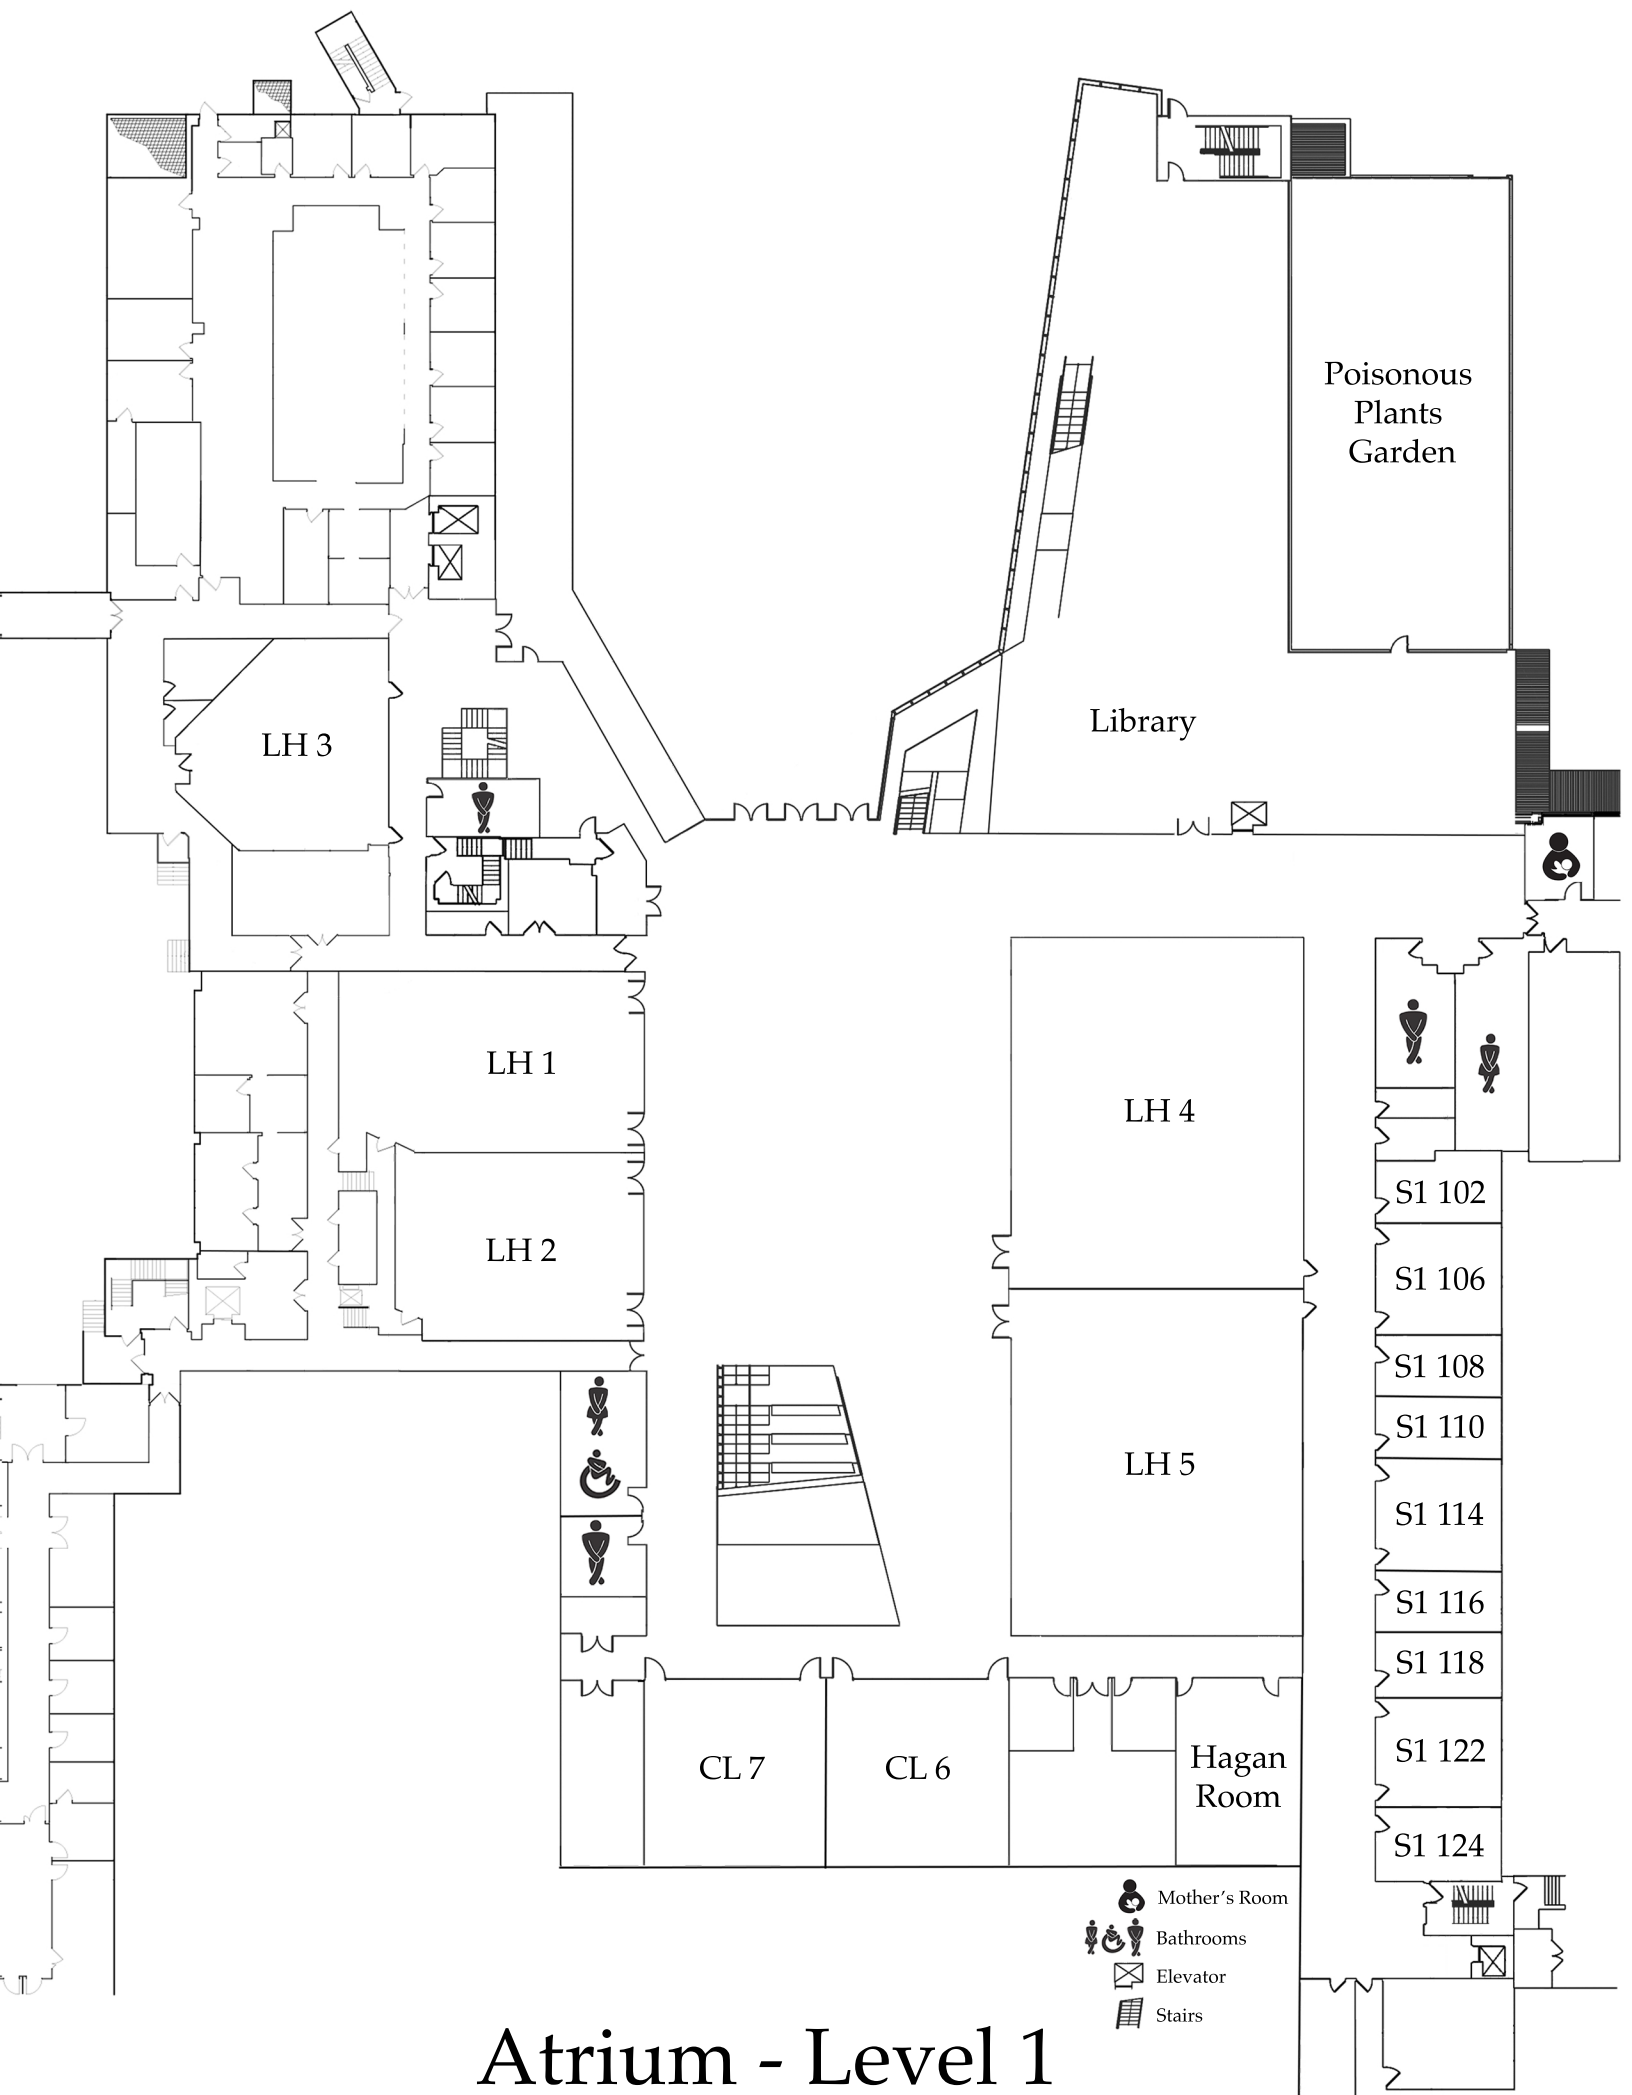 Poisonous
Plants
Garden
Library
LH 3
LH 1
LH 4
LH 2
S1 102
S1 106
S1 108
S1 110
LH 5
S1 114
S1 116
S1 118
CL 7
CL 6
Hagan
Room
S1 122
S1 124
Mother's Room
Bathrooms
Elevator
Stairs
Atrium - Level 1